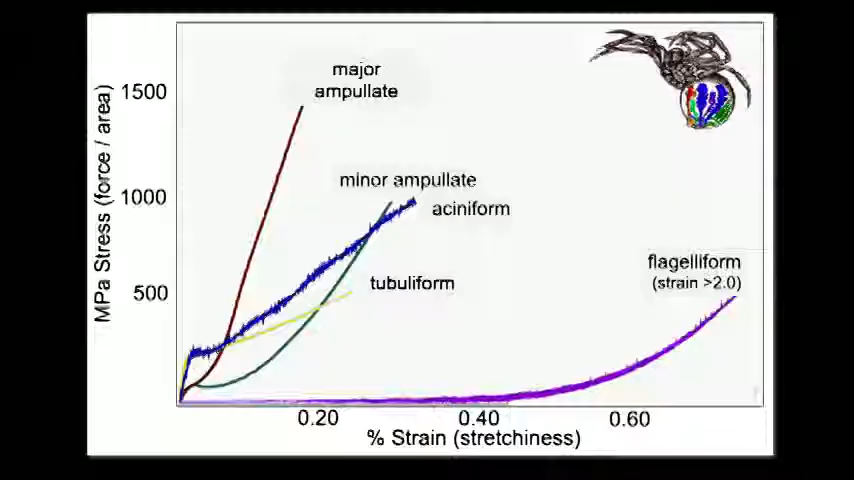 major
ampullate
1500
minor ampullate
1000
aciniform
flagelliform
(strain >2.0)
tubuliform
500
MPa Stress (force / area)
0.20
0.40
0.60
% Strain (stretchiness)